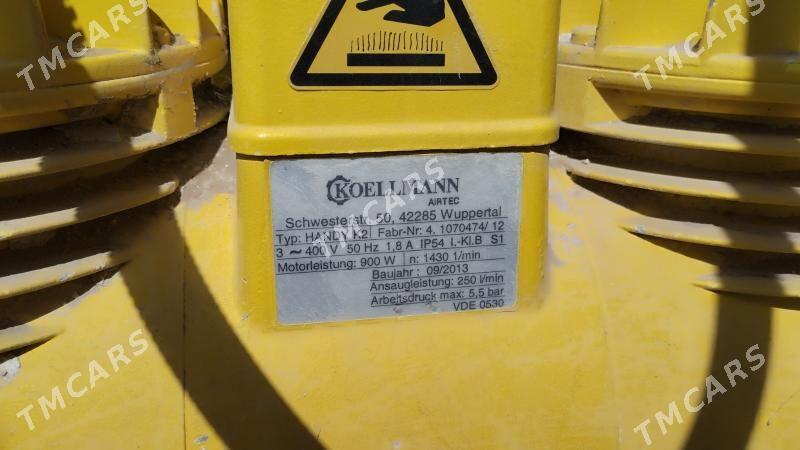 KOELLMANN
AIRTEC
Schwesterstr. 50, 42285 Wuppertal
Typ: HANDY K2 Fabr-Nr: 4. 1070474/ 12
3 ~ 400 V 50 Hz 1,8 A IP54 I.-Kl.B S1
Motorleistung: 900 W n: 1430 1/min
Baujahr : 09/2013
Ansaugleistung: 250 l/min
Arbeitsdruck max: 5,5 bar
VDE 0530
TMCARS
TMCARS
TMCARS
TMCARS
TMCARS
TMCARS